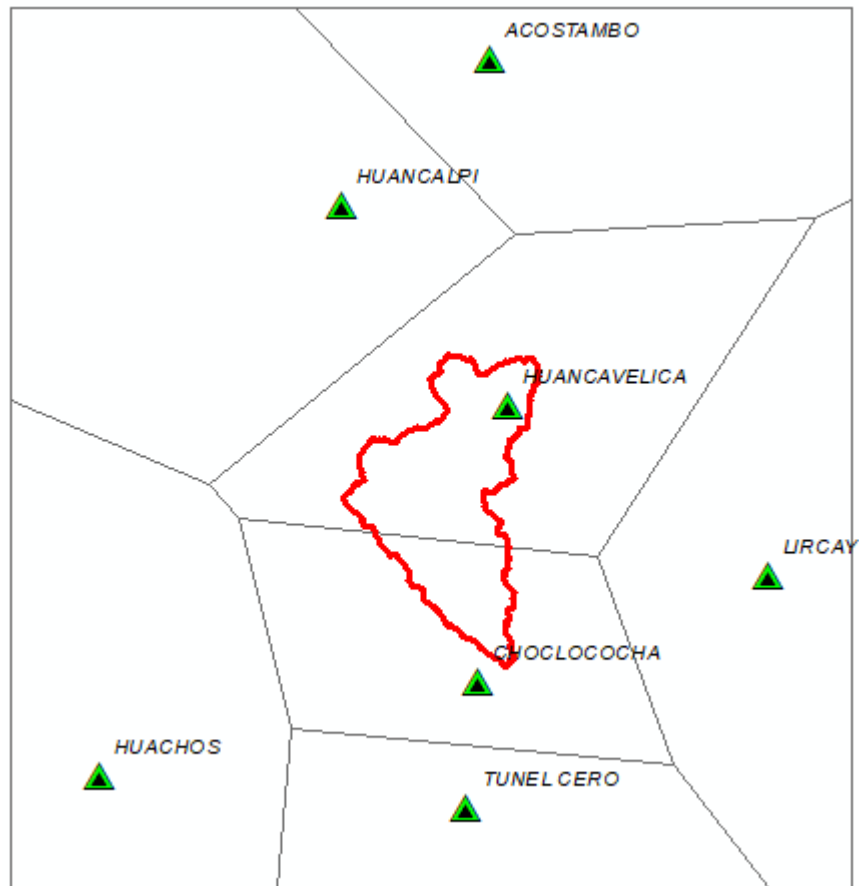 ACOSTAMBO
HUANCALPI
HUANCAVELICA
LIRCAY
CHOCLOCOCHA
HUACHOS
TUNEL CERO